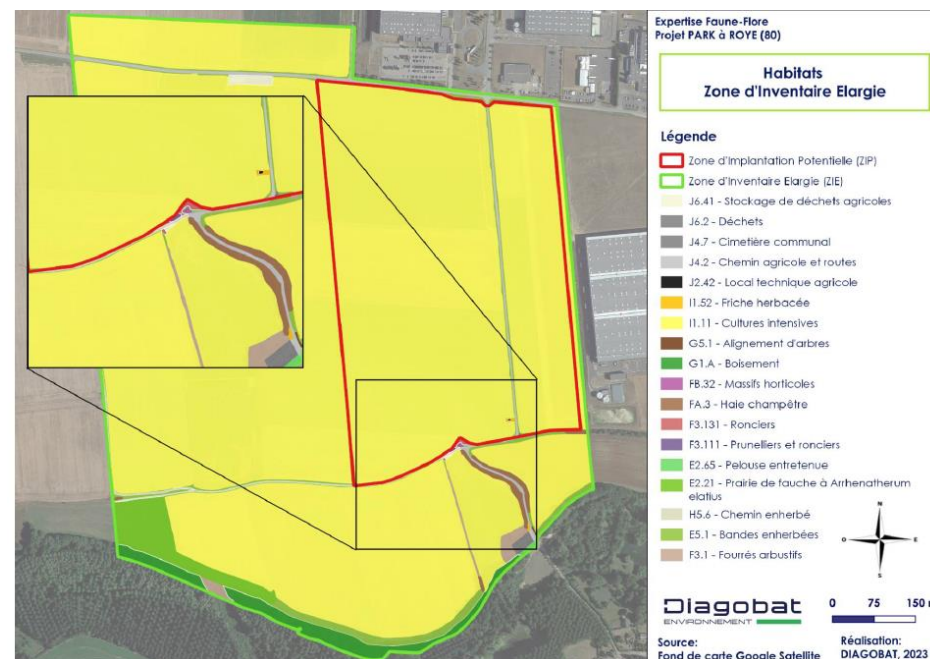 Expertise Faune-Flore
Projet PARK à ROYE (80)
Habitats
Zone d'Inventaire Elargie
Légende
Zone d'Implantation Potentielle (ZIP)
Zone d'Inventaire Elargie (ZIE)
J6.41 - Stockage de déchets agricoles
J6.2 - Déchets
J4.7 - Cimetière communal
J4.2 - Chemin agricole et routes
J2.42 - Local technique agricole
I1.52 - Friche herbacée
I1.11 - Cultures intensives
G5.1 - Alignement d'arbres
G1.A - Boisement
FB.32 - Massifs horticoles
FA.3 - Haie champêtre
F3.131 - Ronciers
F3.111 - Prunelliers et ronciers
E2.65 - Pelouse entretenue
E2.21 - Prairie de fauche à Arrhenatherum
elatius
H5.6 - Chemin enherbé
E5.1 - Bandes enherbées
F3.1 - Fourrés arbustifs
N
O E
S
Diagobat
ENVIRONNEMENT
0 75 150 m
Source:
Fond de carte Google Satellite
Réalisation:
DIAGOBAT, 2023